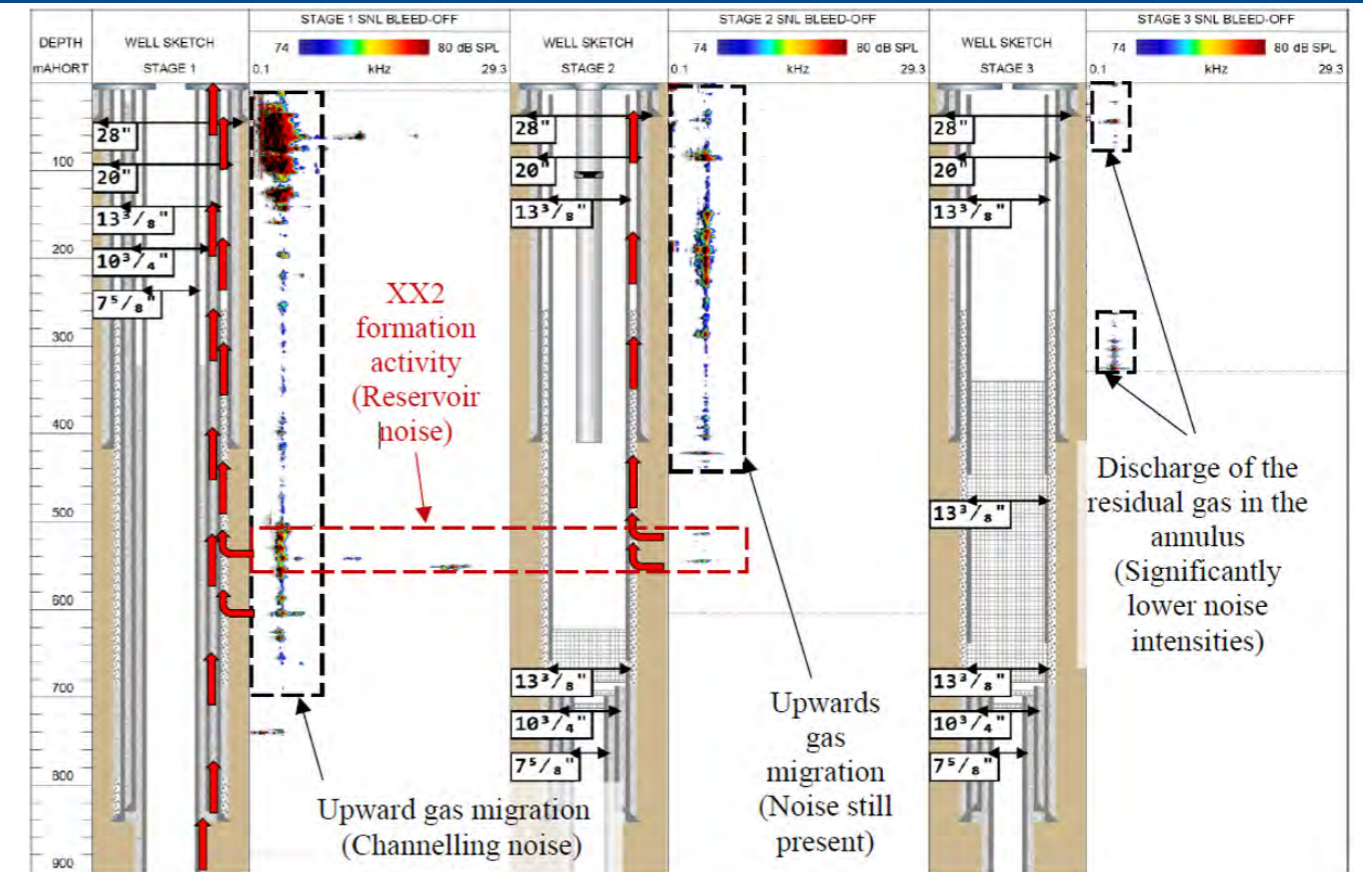 STAGE 1 SNL BLEED-OFF
STAGE 2 SNL BLEED-OFF
STAGE 3 SNL BLEED-OFF
DEPTH
mAHORT
WELL SKETCH
STAGE 1
74
80 dB SPL
0.1
kHz
29.3
WELL SKETCH
STAGE 2
74
80 dB SPL
0.1
kHz
29.3
WELL SKETCH
STAGE 3
74
80 dB SPL
0.1
kHz
29.3
100
200
300
400
500
600
700
800
900
28"
20"
13³/₈"
10³/₄"
7⁵/₈"
XX2
formation
activity
(Reservoir
noise)
Upward gas migration
(Channelling noise)
28"
20"
13³/₈"
13³/₈"
10³/₄"
7⁵/₈"
Upwards
gas
migration
(Noise still
present)
28"
20"
13³/₈"
13³/₈"
13³/₈"
10³/₄"
7⁵/₈"
Discharge of the
residual gas in the
annulus
(Significantly
lower noise
intensities)